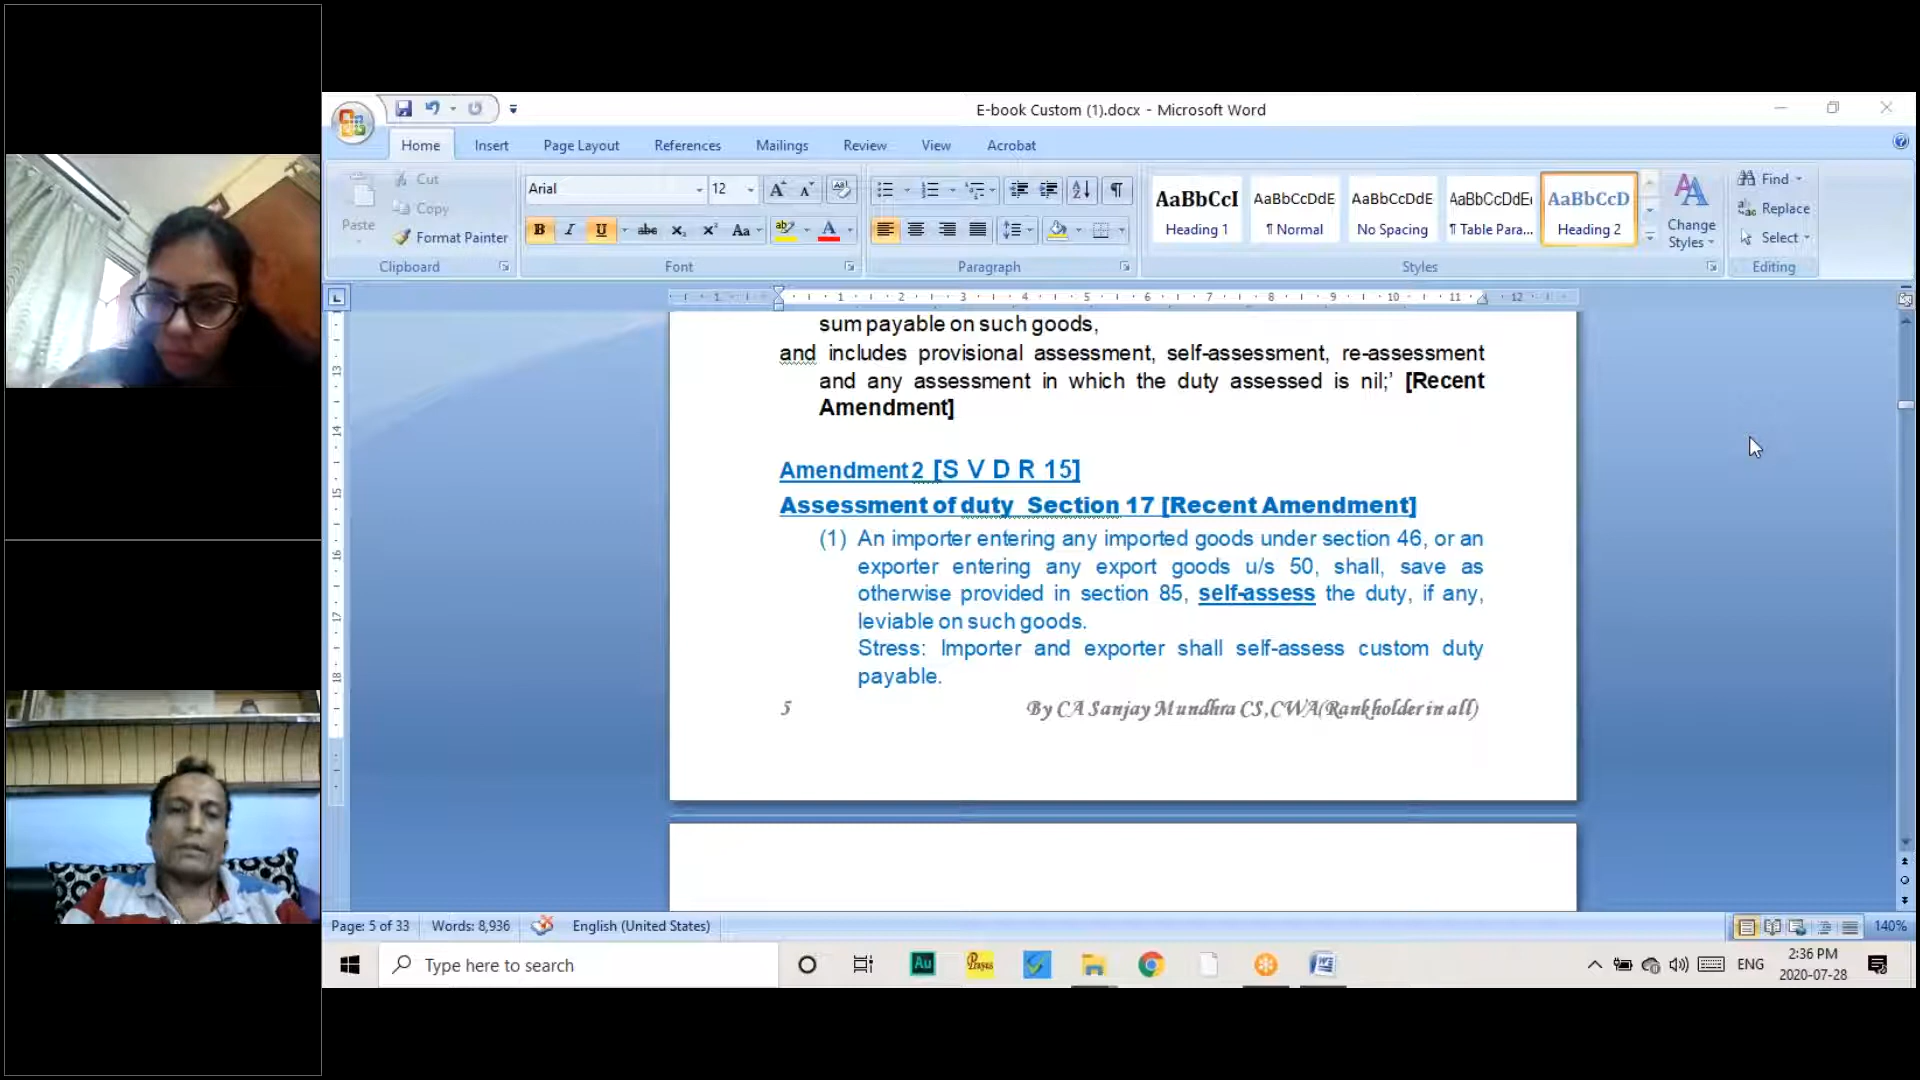 E-book Custom (1).docx - Microsoft Word
Home Insert Page Layout References Mailings Review View Acrobat
Cut
Copy
Format Painter
Paste
Clipboard
Arial 12
Font
Paragraph
AaBbCcI AaBbCcDdE AaBbCcDdE AaBbCcDdEi AaBbCcD
Heading 1 ¶ Normal No Spacing ¶ Table Para... Heading 2
Change Styles
Styles
Find
Replace
Select
Editing
sum payable on such goods,
and includes provisional assessment, self-assessment, re-assessment
and any assessment in which the duty assessed is nil;’ [Recent
Amendment]
Amendment 2 [S V D R 15]
Assessment of duty Section 17 [Recent Amendment]
(1) An importer entering any imported goods under section 46, or an
exporter entering any export goods u/s 50, shall, save as
otherwise provided in section 85, self-assess the duty, if any,
leviable on such goods.
Stress: Importer and exporter shall self-assess custom duty
payable.
5 By CA Sanjay Mundhra CS,CWA(Rankholder in all)
Page: 5 of 33 Words: 8,936 English (United States) 140%
Type here to search
Au
Prayas
ENG
2:36 PM
2020-07-28